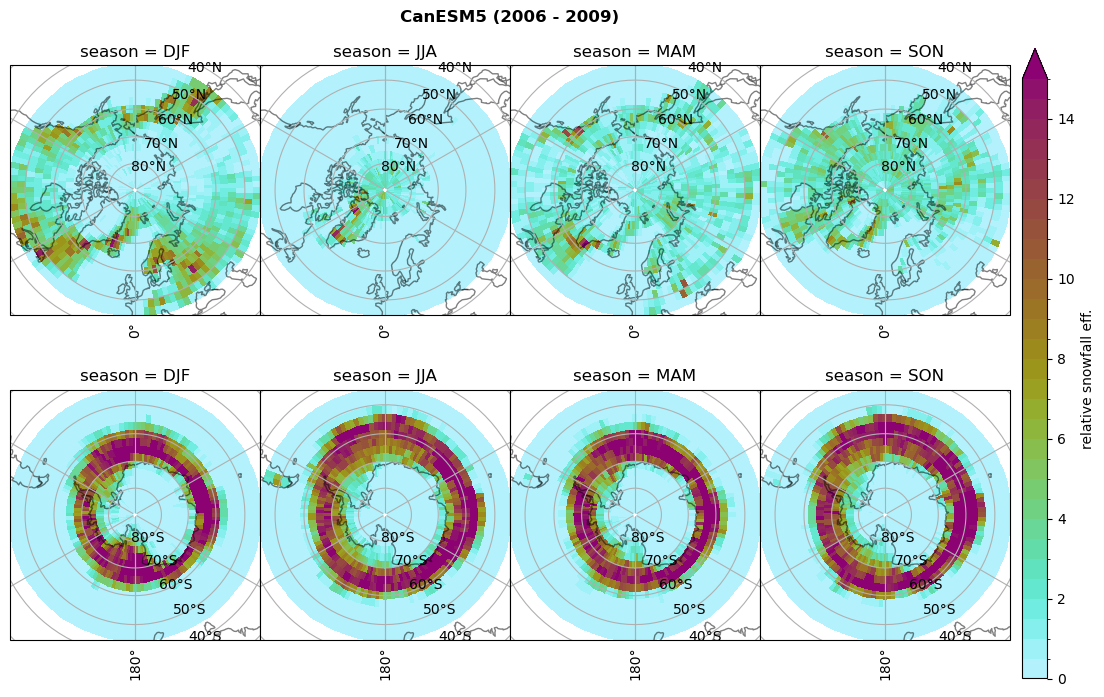 CanESM5 (2006 - 2009)
season = DJF
season = JJA
season = MAM
season = SON
40°N
50°N
60°N
70°N
80°N
0°
40°N
50°N
60°N
70°N
80°N
0°
40°N
50°N
60°N
70°N
80°N
0°
40°N
50°N
60°N
70°N
80°N
0°
season = DJF
season = JJA
season = MAM
season = SON
80°S
70°S
60°S
50°S
40°S
180°
80°S
70°S
60°S
50°S
40°S
180°
80°S
70°S
60°S
50°S
40°S
180°
80°S
70°S
60°S
50°S
40°S
180°
14
12
10
8
6
4
2
0
relative snowfall eff.